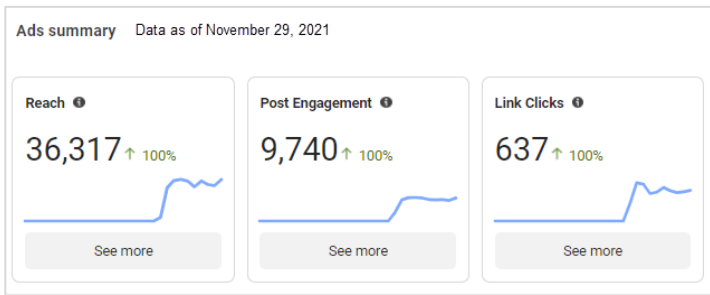 Ads summary Data as of November 29, 2021
Reach
36,317 ↑ 100%
See more
Post Engagement
9,740 ↑ 100%
See more
Link Clicks
637 ↑ 100%
See more